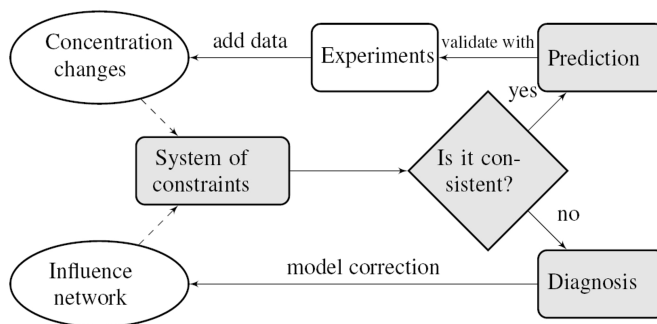 Concentration
changes
add data
Experiments
validate with
Prediction
yes
System of
constraints
Is it con-
sistent?
no
Influence
network
model correction
Diagnosis